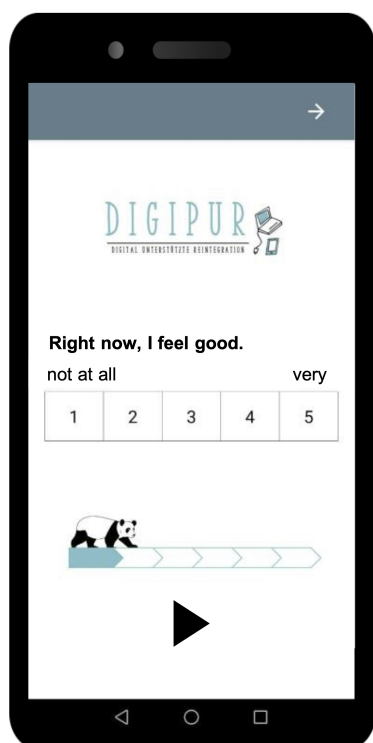 DIGIPUR
DIGITAL UNTERSTÜTZTE REINTEGRATION
Right now, I feel good.
not at all very
1 2 3 4 5